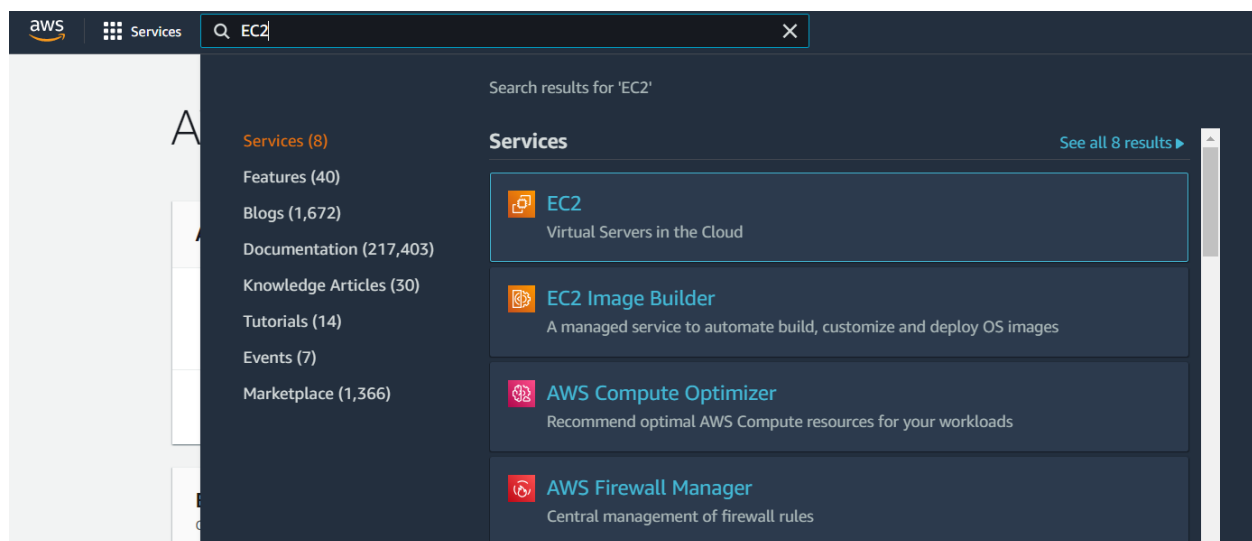 aws
Services
EC2
Search results for 'EC2'
Services (8)
Features (40)
Blogs (1,672)
Documentation (217,403)
Knowledge Articles (30)
Tutorials (14)
Events (7)
Marketplace (1,366)
Services
See all 8 results
EC2
Virtual Servers in the Cloud
EC2 Image Builder
A managed service to automate build, customize and deploy OS images
AWS Compute Optimizer
Recommend optimal AWS Compute resources for your workloads
AWS Firewall Manager
Central management of firewall rules